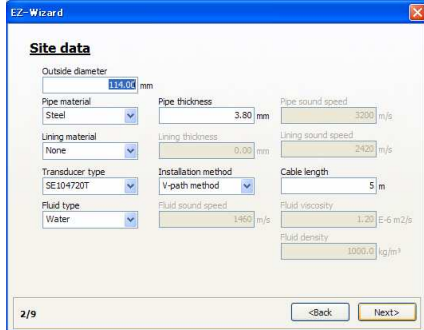 EZ-Wizard
Site data
Outside diameter
114.00 mm
Pipe material Pipe thickness Pipe sound speed
Steel 3.80 mm 3200 m/s
Lining material Lining thickness Lining sound speed
None 0.00 mm 2420 m/s
Transducer type Installation method Cable length
SE104720T V-path method 5 m
Fluid type Fluid sound speed Fluid viscosity
Water 1460 m/s 1.20 E-6 m2/s
Fluid density
1000.0 kg/m³
2/9 <Back Next>